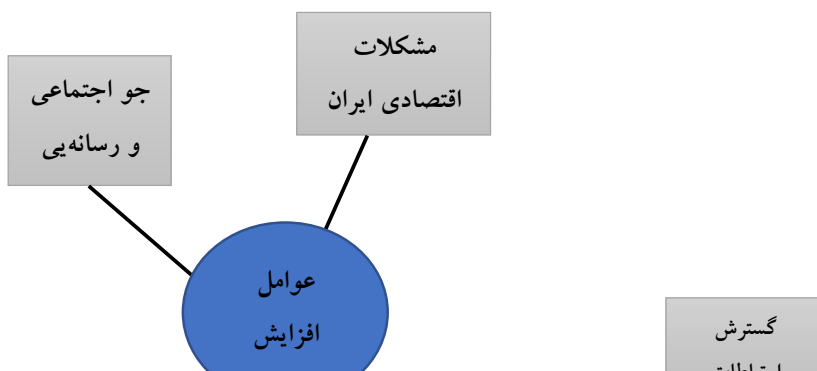 مشکلات
اقتصادی ایران
جو اجتماعی
و رسانه‌یی
عوامل
افزایش
گسترش